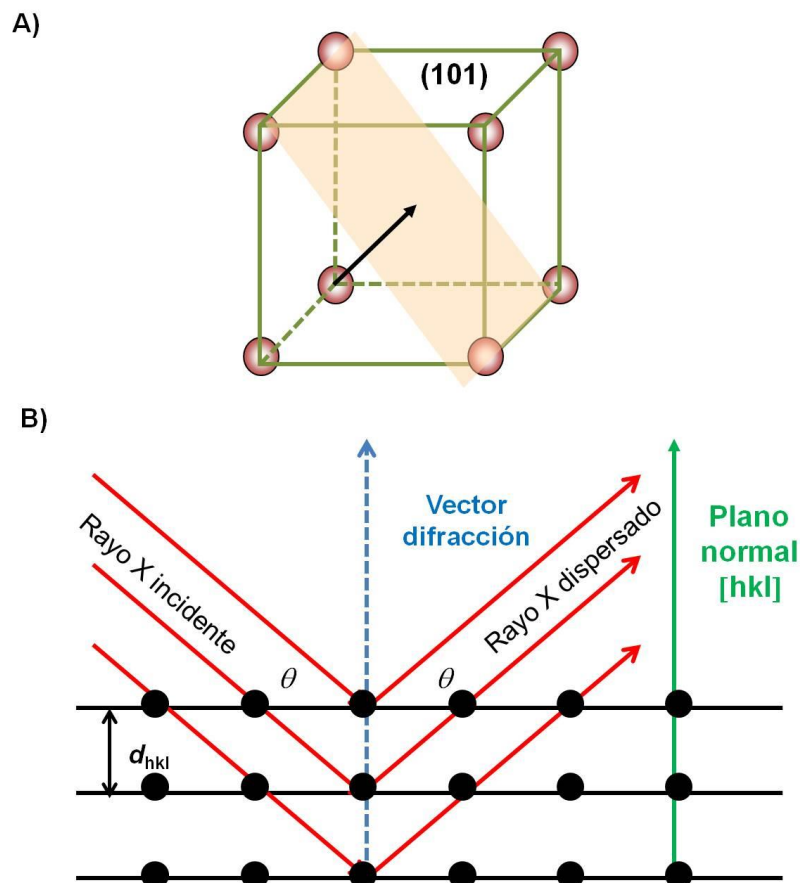 A)
(101)
B)
Rayo X incidente
Vector
difracción
Rayo X dispersado
Plano
normal
[hkl]
θ
θ
dhkl